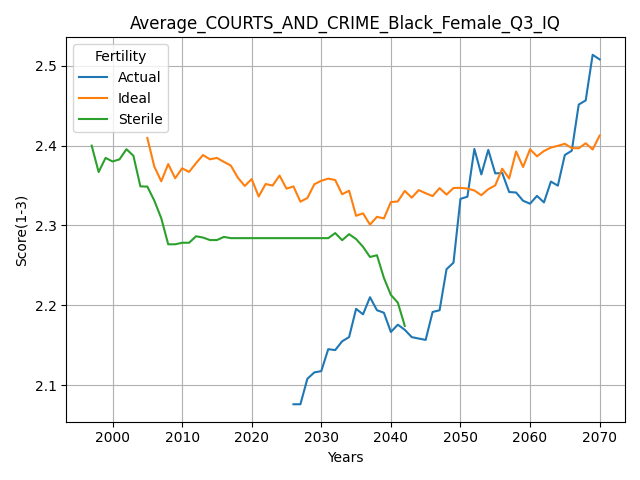 Average_COURTS_AND_CRIME_Black_Female_Q3_IQ
Fertility
Actual
Ideal
Sterile
Score(1-3)
2.5
2.4
2.3
2.2
2.1
2000 2010 2020 2030 2040 2050 2060 2070
Years